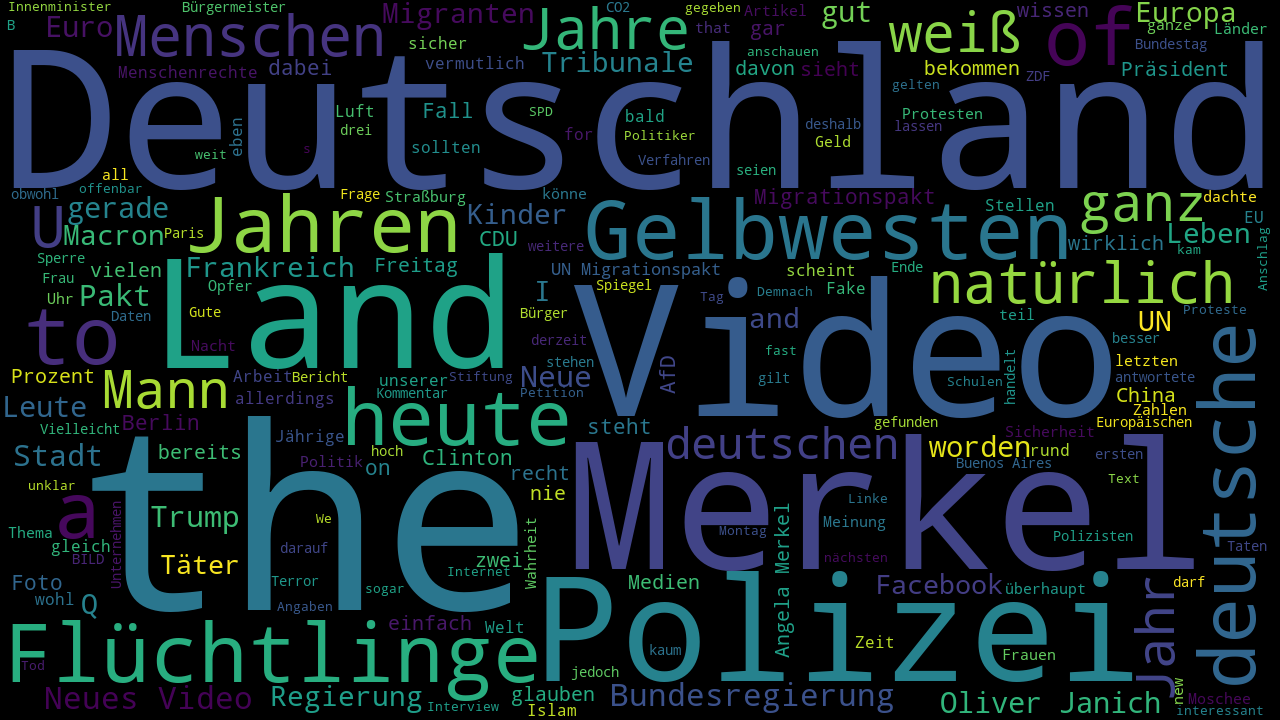 Innenminister
Bürgermeister
Migranten
CO2
gegeben
Artikel
gut
wissen
Europa
B
Euro
Menschen
Jahre
that
gar
weiß
of
ganze
Länder
sicher
anschauen
Bundestag
Menschenrechte
dabei
vermutlich
Tribunale
davon
sieht
bekommen
ZDF
Präsident
Deutschland
gelten
Luft
Fall
SPD
bald
drei
for
Politiker
deshalb
Protesten
lassen
Geld
eben
weit
s
sollten
Verfahren
seien
all
obwohl
offenbar
Frage
Straßburg
könne
Migrationspakt
Stellen
dachte
gerade
Jahren
Kinder
Gelbwesten
ganz
EU
U
Macron
Paris
CDU
weitere
wirklich
Leben
kam
Anschlag
Sperre
vielen
Frankreich
Freitag
UN Migrationspakt
scheint
Ende
natürlich
Frau
Opfer
I
Spiegel
Fake
Tag
Demnach
Uhr
Pakt
Land
Video
to
Daten
Gute
Bürger
and
teil
UN
Proteste
Nacht
derzeit
fast
besser
Prozent
Arbeit
Bericht
unserer
Stiftung
stehen
Neue
AfD
gilt
Schulen
handelt
letzten
antwortete
Mann
allerdings
Kommentar
Petition
China
Leute
Berlin
heute
steht
gefunden
Zahlen
Europäischen
deutsche
Vielleicht
Jährige
deutschen
worden
Sicherheit
rund
Stadt
bereits
the
Politik
hoch
on
Clinton
recht
Merkel
Buenos Aires
ersten
unklar
nie
Text
a
Trump
We
Linke
Thema
Unternehmen
darauf
Wahrheit
Montag
Angela Merkel
Meinung
Polizisten
gleich
BILD
Täter
zwei
nächsten
Taten
Foto
Terror
Internet
Polizei
Medien
Facebook
überhaupt
darf
wohl
Q
Angaben
sogar
Jahr
Flüchtlinge
einfach
Welt
kaum
Zeit
Frauen
Tod
jedoch
new
Neues Video
Regierung
Interview
glauben
Bundesregierung
Oliver Janich
Moschee
Islam
interessant